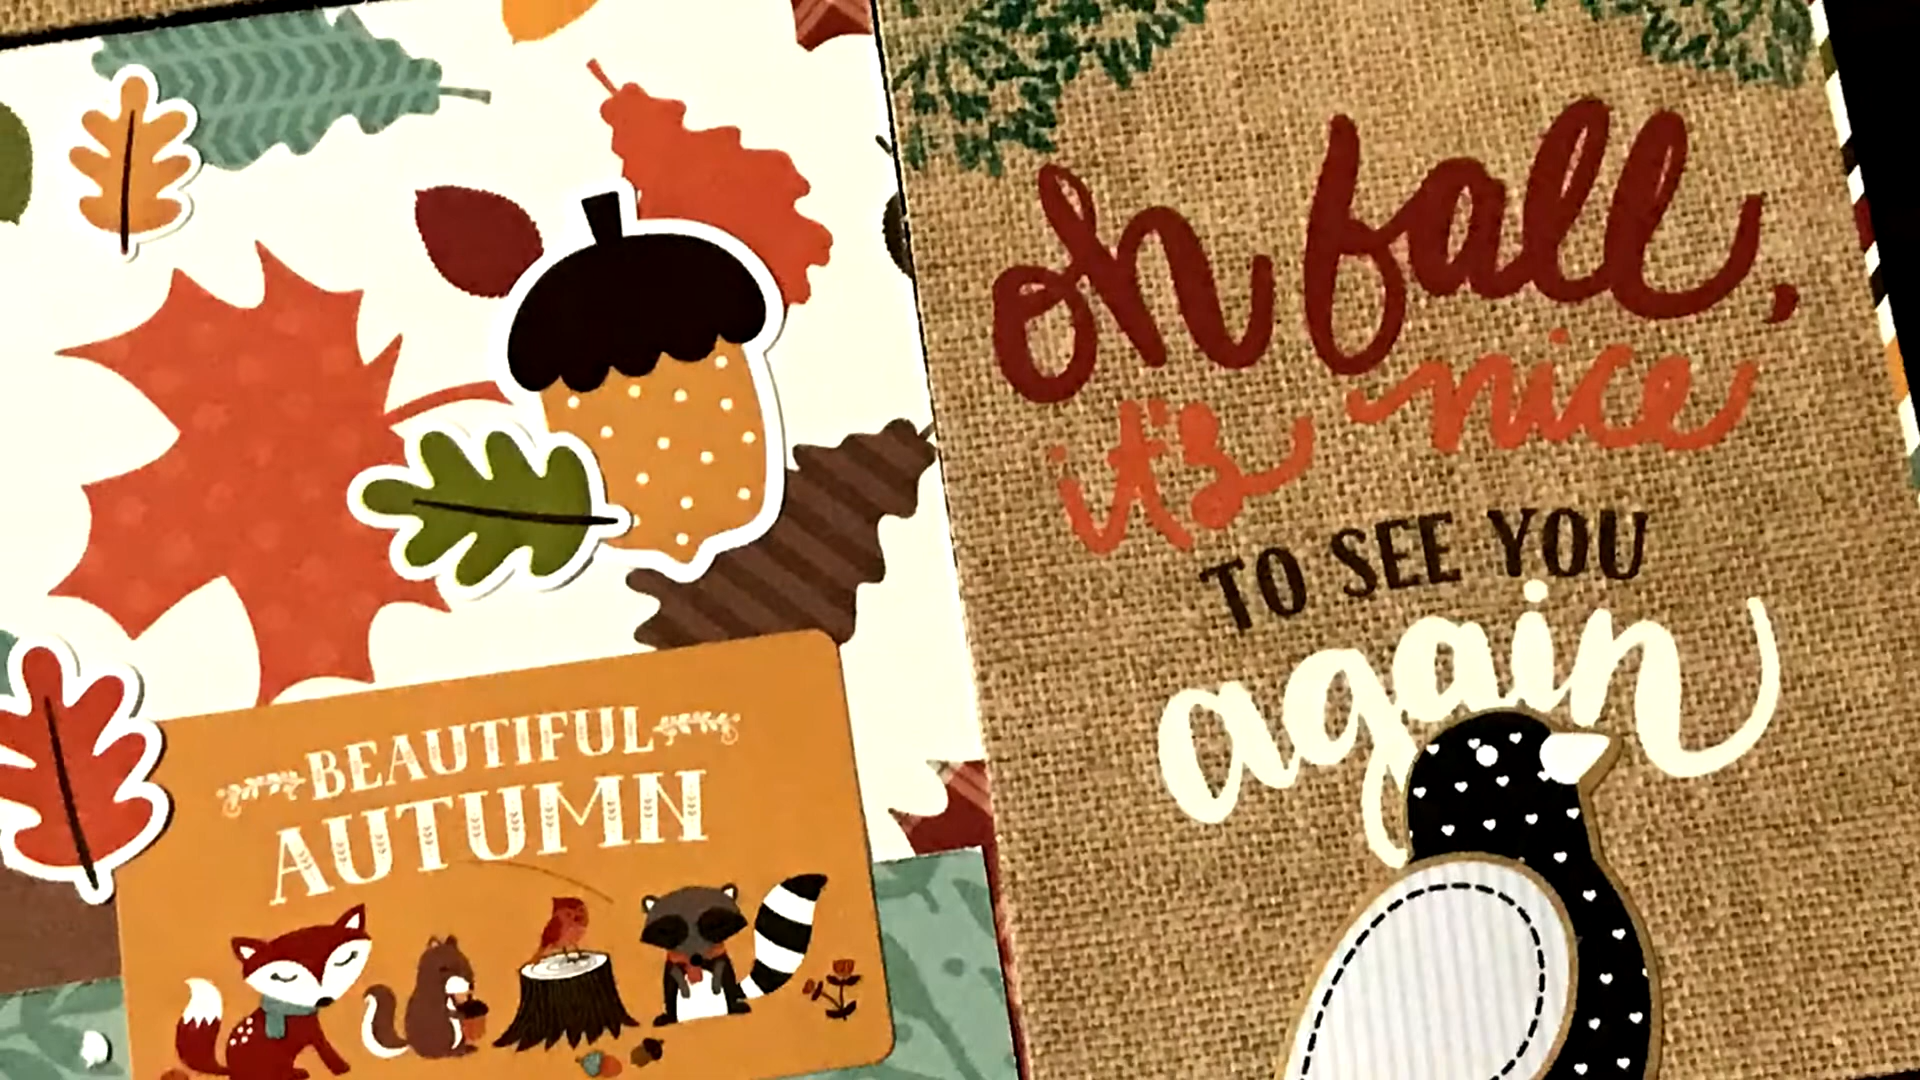 BEAUTIFUL
AUTUMN
oh fall,
it's nice
TO SEE YOU
again